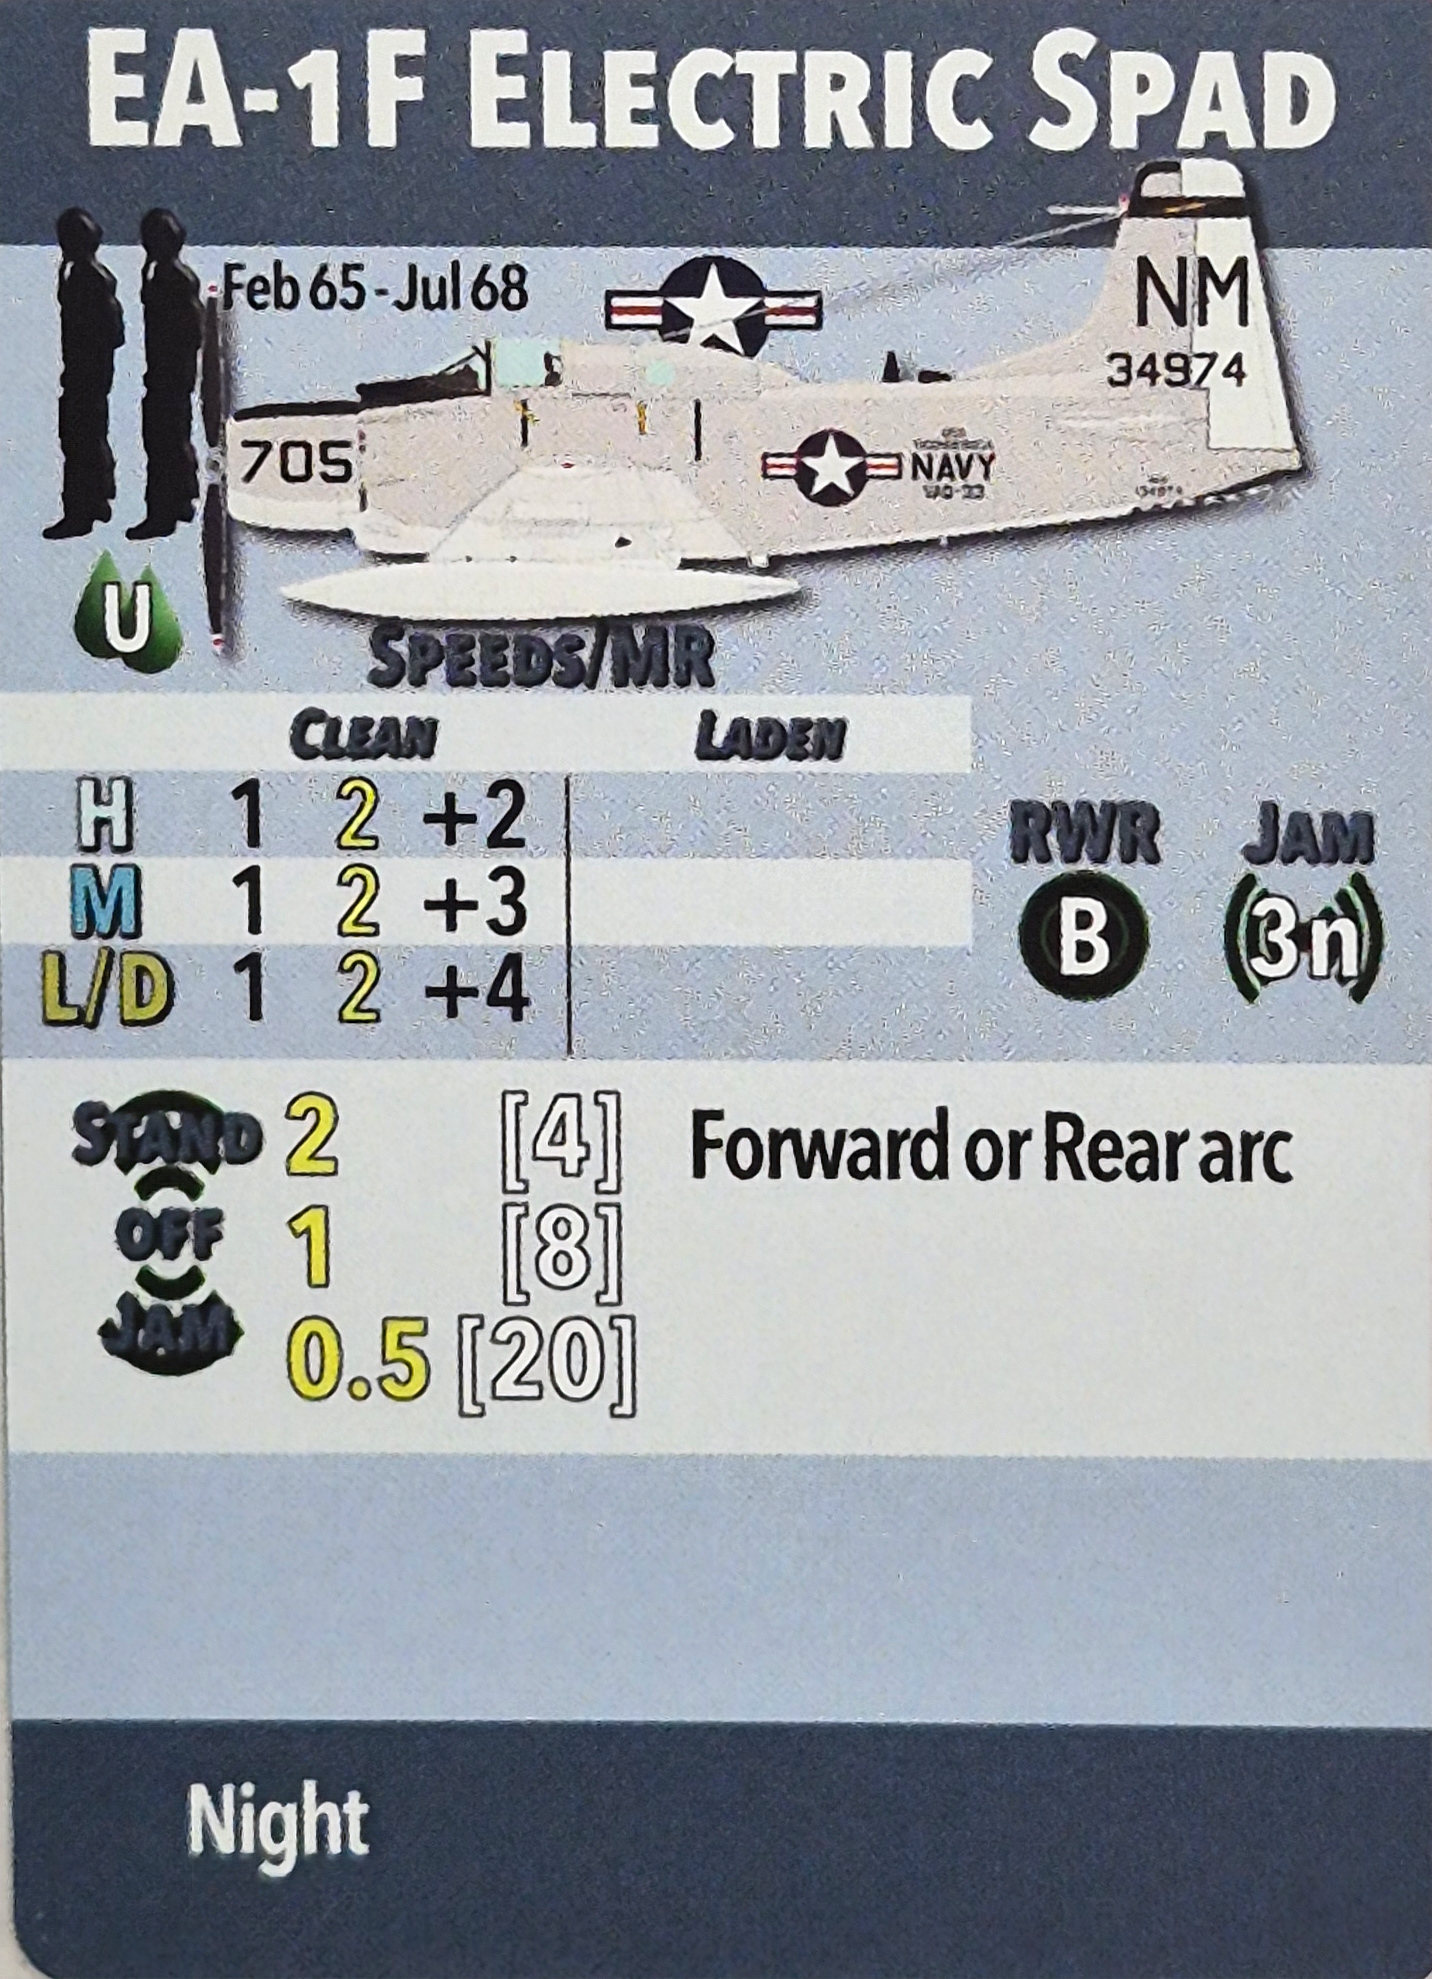 EA-1F ELECTRIC SPAD
Feb 65 - Jul 68
NM
34974
705
NAVY
VAQ-33
U
SPEEDS/MR
CLEAN LADEN
H 1 2 +2
M 1 2 +3
L/D 1 2 +4
RWR JAM
B 3n
STAND OFF JAM
2 [4] Forward or Rear arc
1 [8]
0.5 [20]
Night